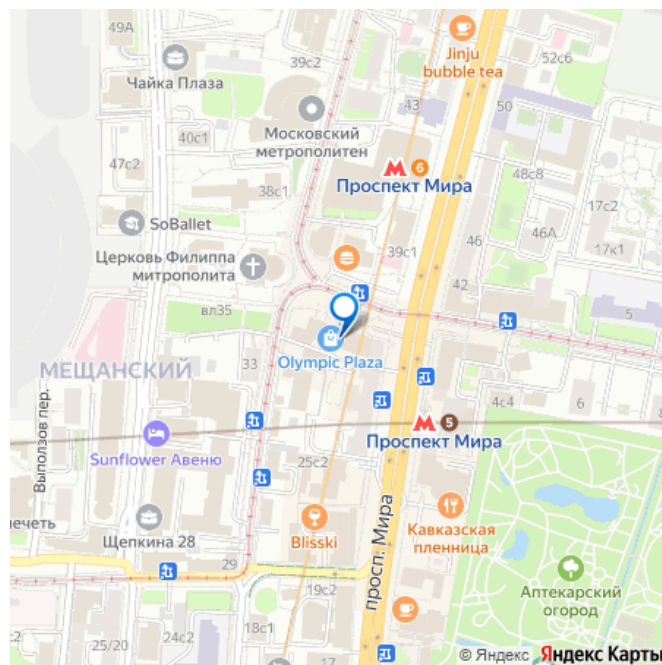 49А
39с2
52с6
Jinju
bubble tea
Чайка Плаза
43
50
40с1
Московский
метрополитен
47с2
6
48с8
Проспект Мира
38с1
17с2
SoBallet
46
46А
39с1
17к1
Церковь Филиппа
митрополита
42
вл35
5
33
Olympic Plaza
МЕЩАНСКИЙ
4с4
6
8
5
Проспект Мира
Выползов пер.
Sunflower Авеню
25с2
просп. Мира
Кавказская
пленница
печеть
Щепкина 28
Blisski
29
19с2
Аптекарский
огород
18с1
24с2
25/20
© Яндекс Яндекс Карты